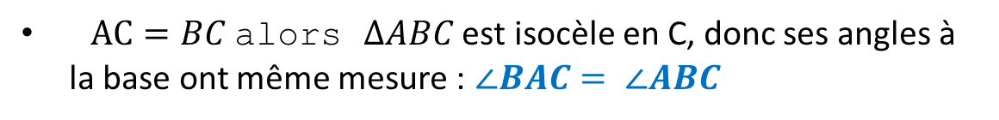 • AC = BC alors ΔABC est isocèle en C, donc ses angles à
la base ont même mesure : ∠BAC = ∠ABC